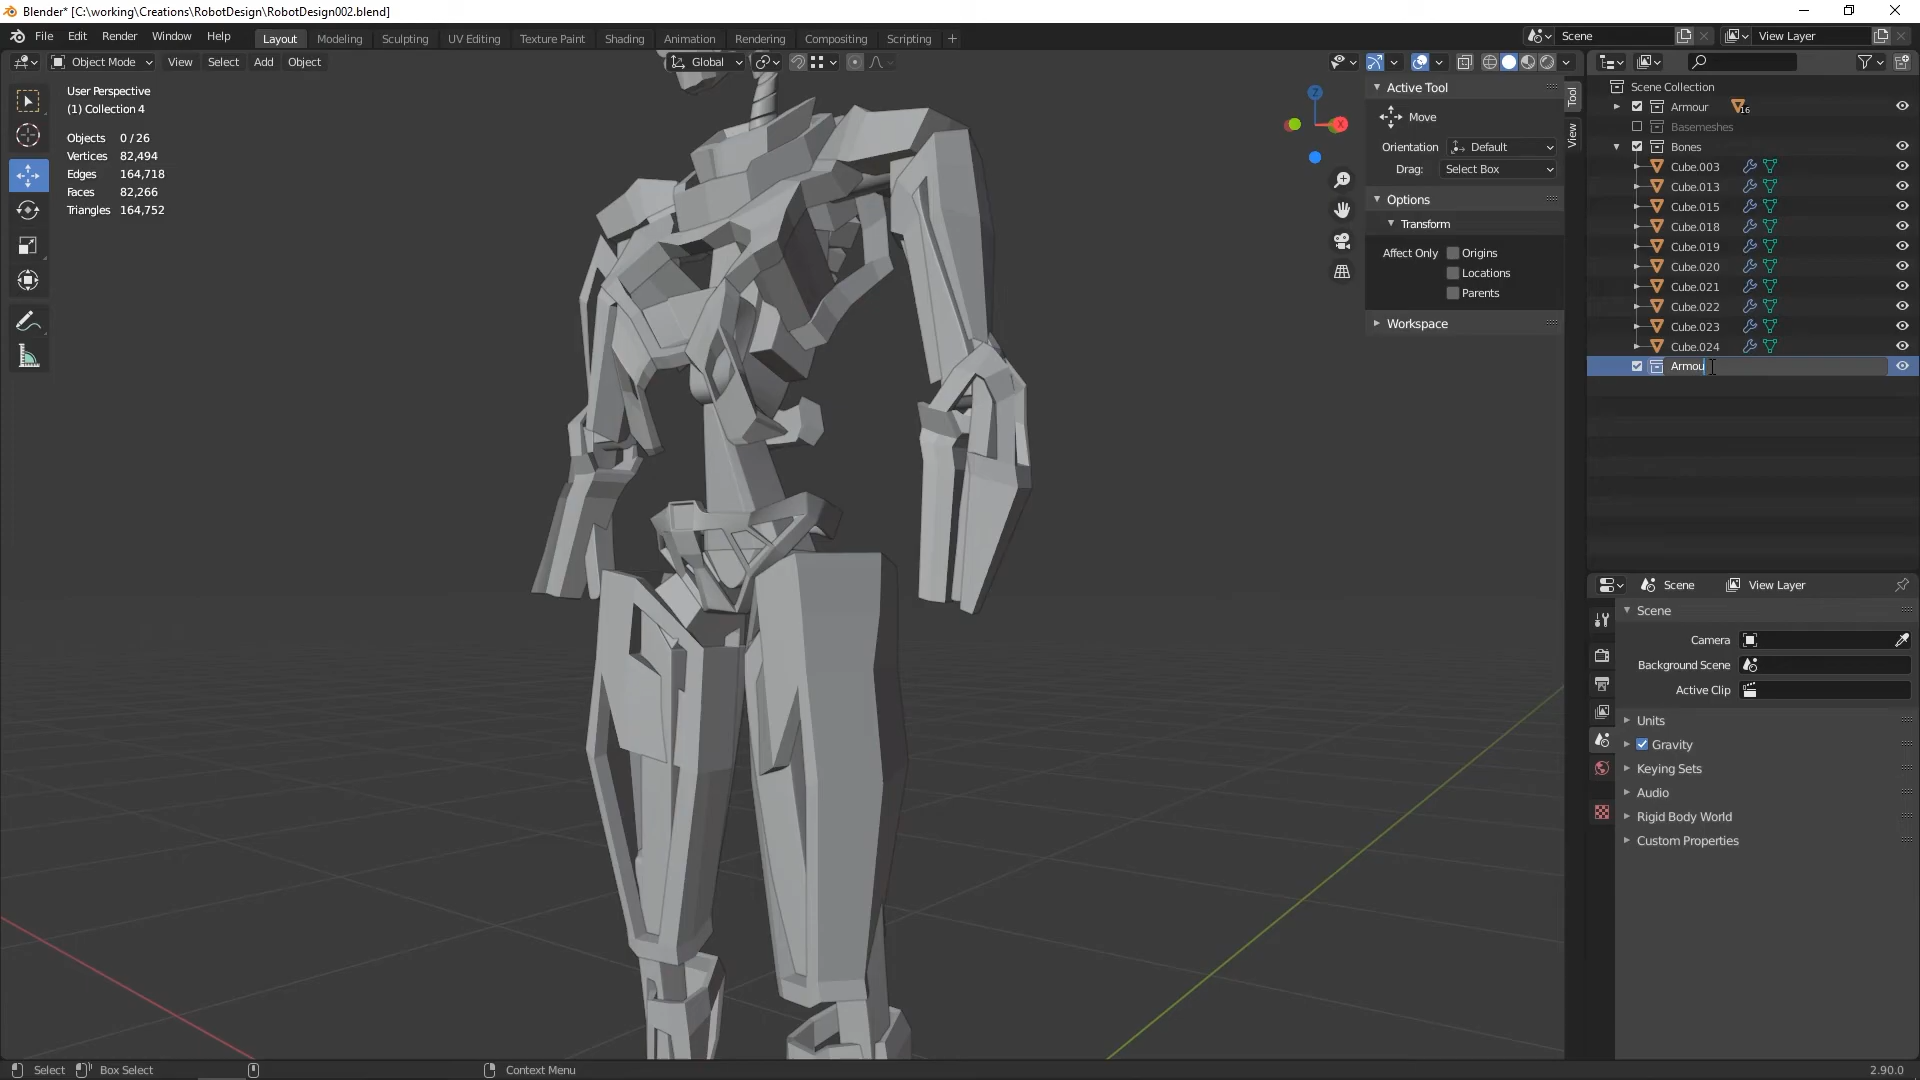 Blender* [C:\working\Creations\RobotDesign\RobotDesign002.blend]
File Edit Render Window Help Layout Modeling Sculpting UV Editing Texture Paint Shading Animation Rendering Compositing Scripting + Scene View Layer
Object Mode View Select Add Object Global
User Perspective
(1) Collection 4
Objects 0 / 26
Vertices 82,494
Edges 164,718
Faces 82,266
Triangles 164,752
Z
X
Active Tool
Move
Orientation Default
Drag: Select Box
Options
Transform
Affect Only Origins
Locations
Parents
Workspace
Tool
View
Scene Collection
Armour 16
Basemeshes
Bones
Cube.003
Cube.013
Cube.015
Cube.018
Cube.019
Cube.020
Cube.021
Cube.022
Cube.023
Cube.024
Armou
Scene View Layer
Scene
Camera
Background Scene
Active Clip
Units
Gravity
Keying Sets
Audio
Rigid Body World
Custom Properties
Select Box Select Context Menu 2.90.0